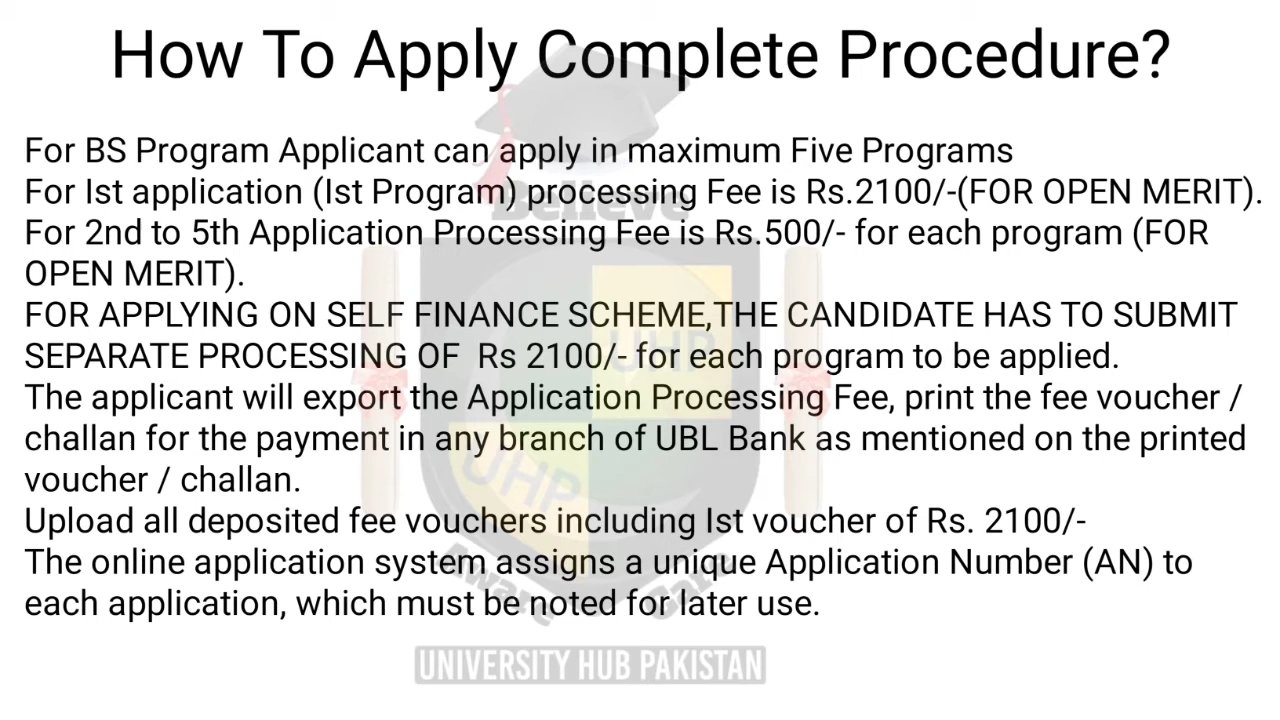 How To Apply Complete Procedure?
For BS Program Applicant can apply in maximum Five Programs
For Ist application (Ist Program) processing Fee is Rs.2100/-(FOR OPEN MERIT).
For 2nd to 5th Application Processing Fee is Rs.500/- for each program (FOR
OPEN MERIT).
FOR APPLYING ON SELF FINANCE SCHEME,THE CANDIDATE HAS TO SUBMIT
SEPARATE PROCESSING OF  Rs 2100/- for each program to be applied.
The applicant will export the Application Processing Fee, print the fee voucher /
challan for the payment in any branch of UBL Bank as mentioned on the printed
voucher / challan.
Upload all deposited fee vouchers including Ist voucher of Rs. 2100/-
The online application system assigns a unique Application Number (AN) to
each application, which must be noted for later use.
Believe
UHP
UHP
Aware
UNIVERSITY HUB PAKISTAN